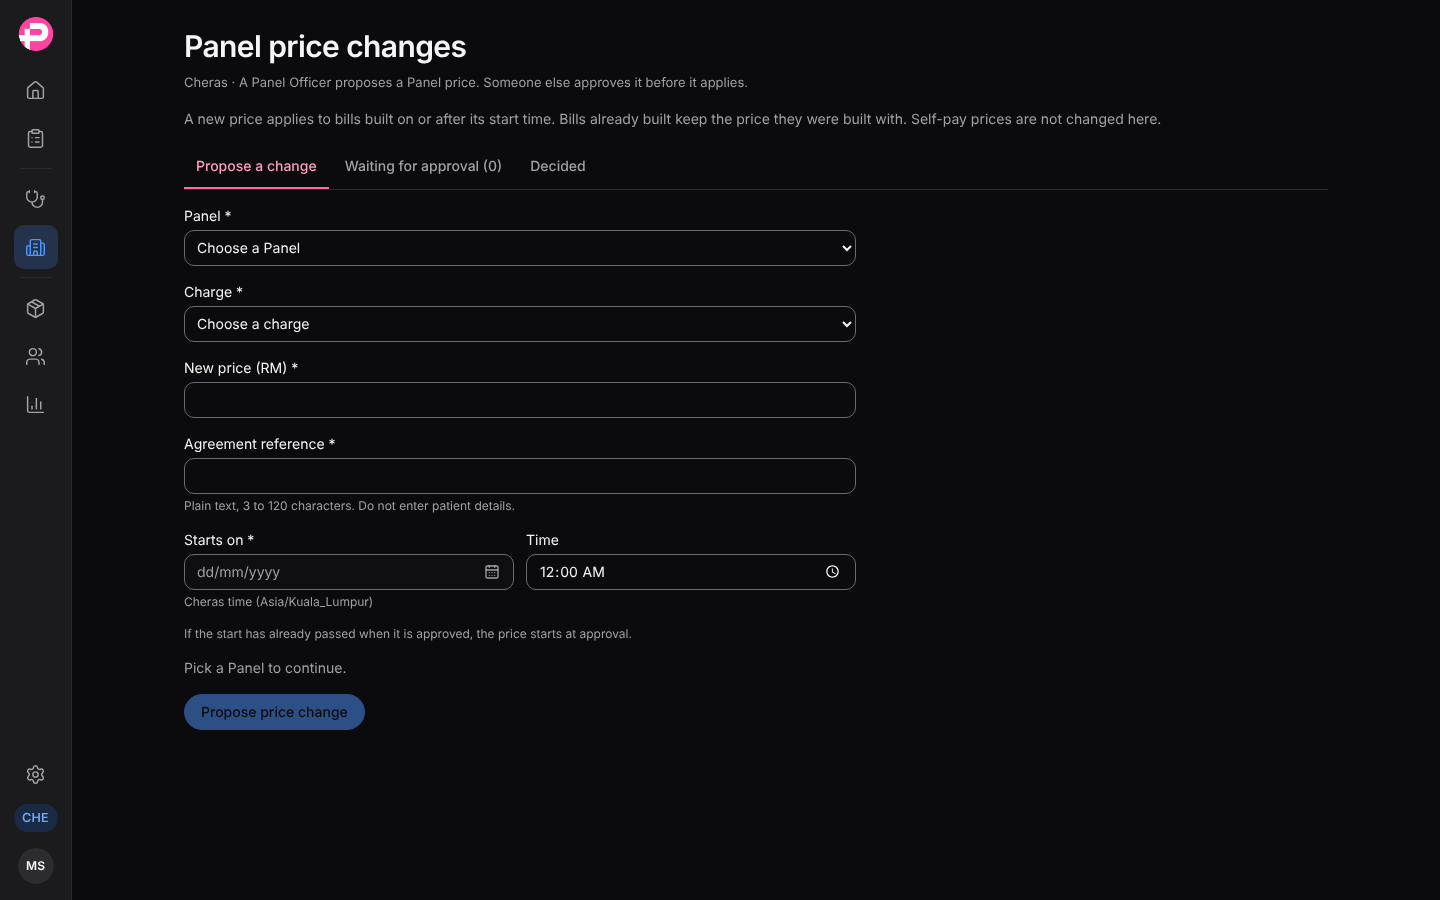 Panel price changes
Cheras · A Panel Officer proposes a Panel price. Someone else approves it before it applies.
A new price applies to bills built on or after its start time. Bills already built keep the price they were built with. Self-pay prices are not changed here.
Propose a change
Waiting for approval (0)
Decided
Panel *
Choose a Panel
Charge *
Choose a charge
New price (RM) *
Agreement reference *
Plain text, 3 to 120 characters. Do not enter patient details.
Starts on *
Time
dd/mm/yyyy
12:00 AM
Cheras time (Asia/Kuala_Lumpur)
If the start has already passed when it is approved, the price starts at approval.
Pick a Panel to continue.
Propose price change
CHE
MS